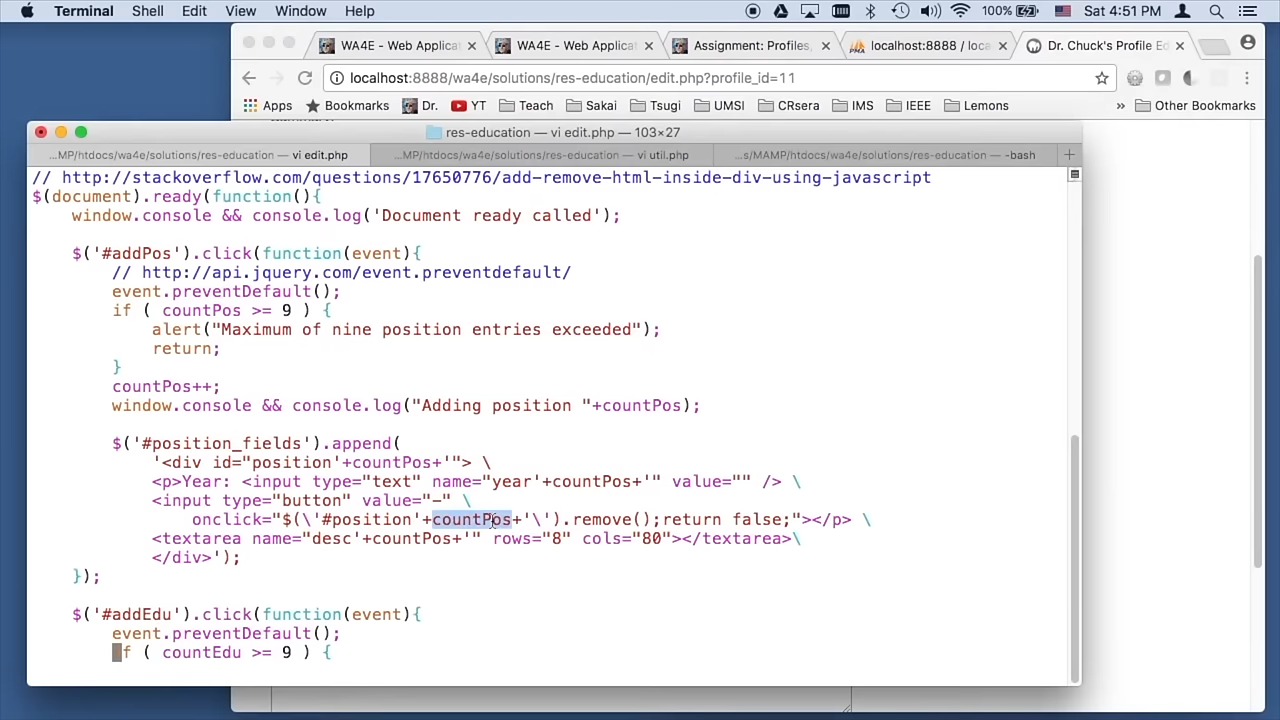 Terminal Shell Edit View Window Help 100% Sat 4:51 PM
WA4E - Web Applicat × WA4E - Web Applicat × Assignment: Profiles, × localhost:8888 / loca × Dr. Chuck's Profile Ed ×
localhost:8888/wa4e/solutions/res-education/edit.php?profile_id=11
Apps Bookmarks Dr. YT Teach Sakai Tsugi UMSI CRsera IMS IEEE Lemons » Other Bookmarks
res-education — vi edit.php — 103×27
...MP/htdocs/wa4e/solutions/res-education — vi edit.php ...MP/htdocs/wa4e/solutions/res-education — vi util.php ...s/MAMP/htdocs/wa4e/solutions/res-education — -bash +
// http://stackoverflow.com/questions/17650776/add-remove-html-inside-div-using-javascript
$(document).ready(function(){
window.console && console.log('Document ready called');
$('#addPos').click(function(event){
// http://api.jquery.com/event.preventdefault/
event.preventDefault();
if ( countPos >= 9 ) {
alert("Maximum of nine position entries exceeded");
return;
}
countPos++;
window.console && console.log("Adding position "+countPos);
$('#position_fields').append(
'<div id="position'+countPos+'"> \
<p>Year: <input type="text" name="year'+countPos+'" value="" /> \
<input type="button" value="-" \
onclick="$(\'#position'+countPos+'\').remove();return false;"></p> \
<textarea name="desc'+countPos+'" rows="8" cols="80"></textarea>\
</div>');
});
$('#addEdu').click(function(event){
event.preventDefault();
if ( countEdu >= 9 ) {